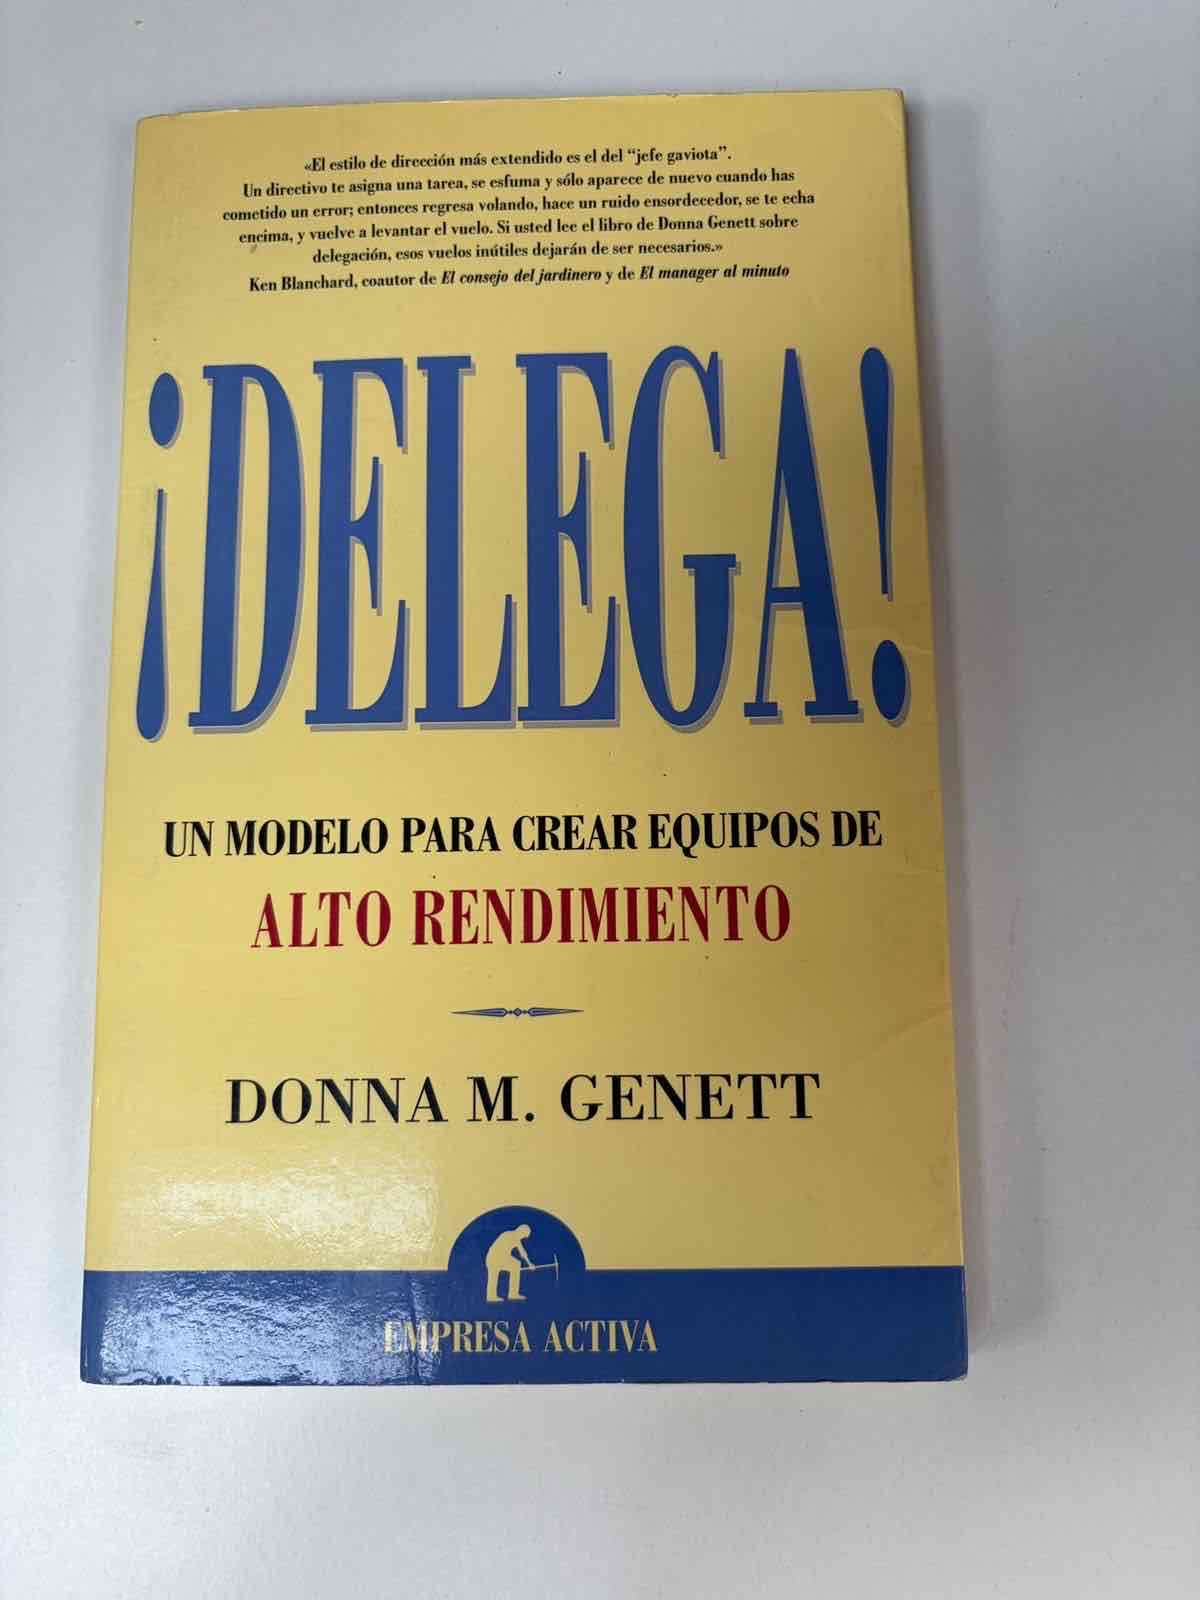 «El estilo de dirección más extendido es el del “jefe gaviota”.
Un directivo te asigna una tarea, se esfuma y sólo aparece de nuevo cuando has
cometido un error; entonces regresa volando, hace un ruido ensordecedor, se te echa
encima, y vuelve a levantar el vuelo. Si usted lee el libro de Donna Genett sobre
delegación, esos vuelos inútiles dejarán de ser necesarios.»
Ken Blanchard, coautor de El consejo del jardinero y de El manager al minuto
¡DELEGA!
UN MODELO PARA CREAR EQUIPOS DE
ALTO RENDIMIENTO
DONNA M. GENETT
EMPRESA ACTIVA